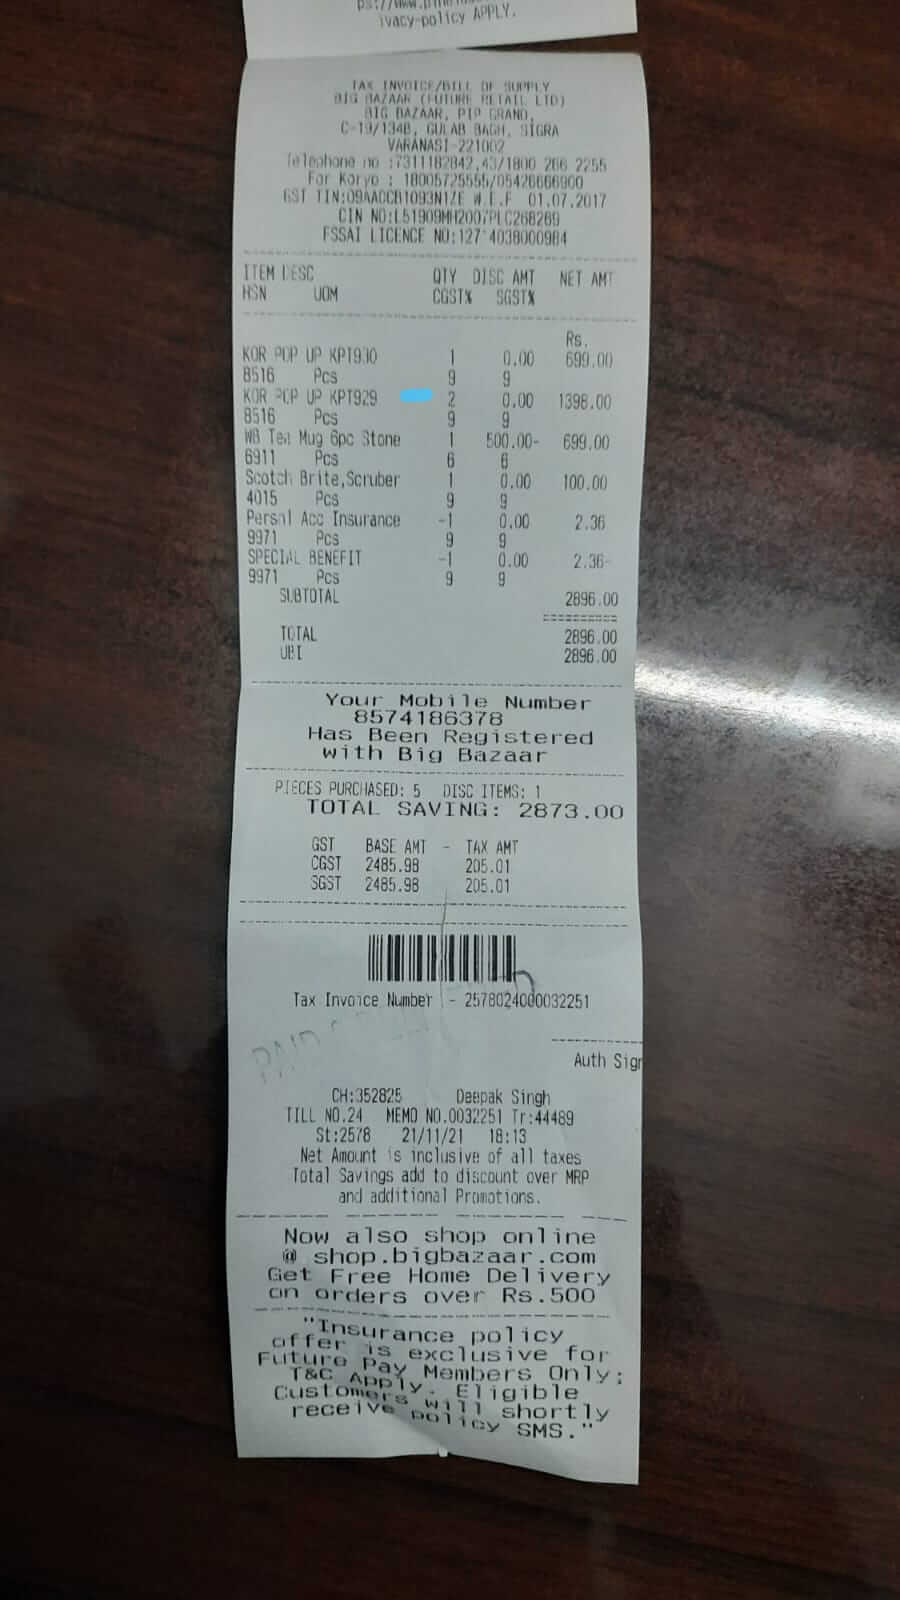 ivacy-policy APPLY.
TAX INVOICE/BILL OF SUPPLY
BIG BAZAAR (FUTURE RETAIL LTD)
BIG BAZAAR, PIP GRAND,
C-19/134B, GULAB BAGH, SIGRA
VARANASI-221002
Telephone no :7311182842,43/1800 266 2255
For Koryo : 18005725555/05426666900
GST TIN:09AADCB1093N1ZE W.E.F 01.07.2017
CIN NO:L51909MH2007PLC268269
FSSAI LICENCE
ITEM DESC QTY DISC AMT NET AMT
HSN UOM CGST% SGST%
Rs.
KOR POP UP KPT930 1 0.00 699.00
8516 Pcs 9 9
KOR POP UP KPT929 2 0.00 1398.00
8516 Pcs 9 9
WB Tea Mug 6pc Stone 1 500.00- 699.00
6911 Pcs 6 6
Scotch Brite,Scruber 1 0.00 100.00
4015 Pcs 9 9
Persnl Acc Insurance -1 0.00 2.36
9971 Pcs 9 9
SPECIAL BENEFIT -1 0.00 2.36-
9971 Pcs 9 9
SUBTOTAL 2896.00
TOTAL 2896.00
UBI 2896.00
Your Mobile Number
8574186378
Has Been Registered
with Big Bazaar
PIECES PURCHASED: 5 DISC ITEMS: 1
TOTAL SAVING: 2873.00
GST BASE AMT - TAX AMT
CGST 2485.98 205.01
SGST 2485.98 205.01
Tax Invoice Number - 2578024000032251
PAID
Auth Sign
CH:352825 Deepak Singh
TILL NO.24 MEMO NO.0032251 Tr:44489
St:2578 21/11/21 18:13
Net Amount is inclusive of all taxes
Total Savings add to discount over MRP
and additional Promotions.
Now also shop online
@ shop.bigbazaar.com
Get Free Home Delivery
on orders over Rs.500
"Insurance policy
offer is exclusive for
Future Pay Members Only;
T&C Apply. Eligible
Customers will shortly
receive policy SMS."